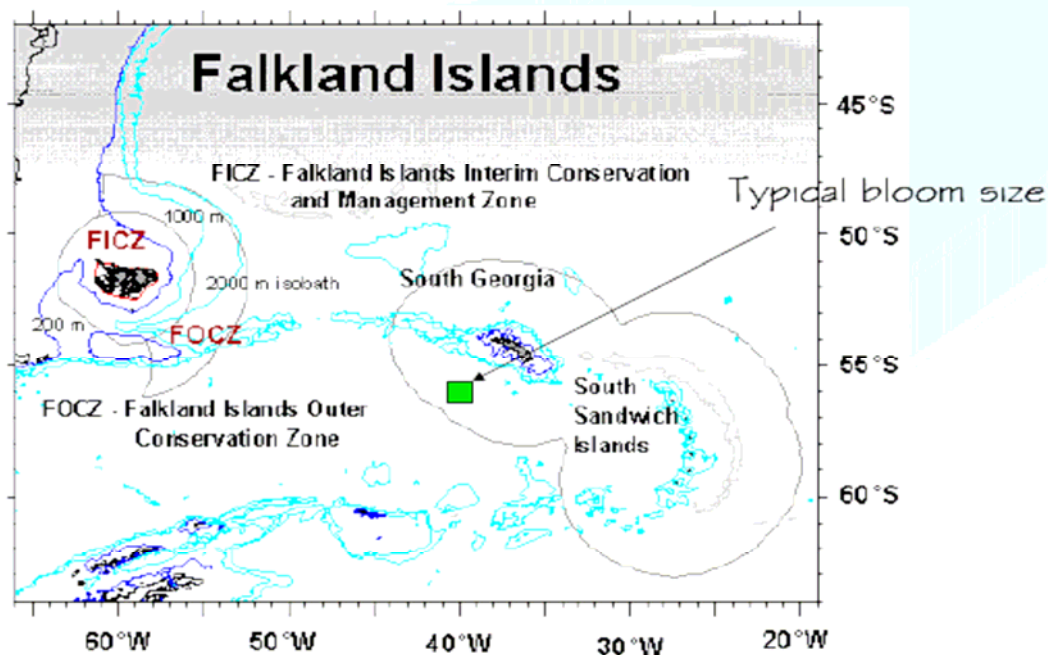 Falkland Islands
45°S
FICZ - Falkland Islands Interim Conservation
and Management Zone
Typical bloom size
1000 m
FICZ
50°S
South Georgia
2000 m isobath
200 m
FOCZ
55°S
South
Sandwich
Islands
FOCZ - Falkland Islands Outer
Conservation Zone
60°S
60°W
50°W
40°W
30°W
20°W